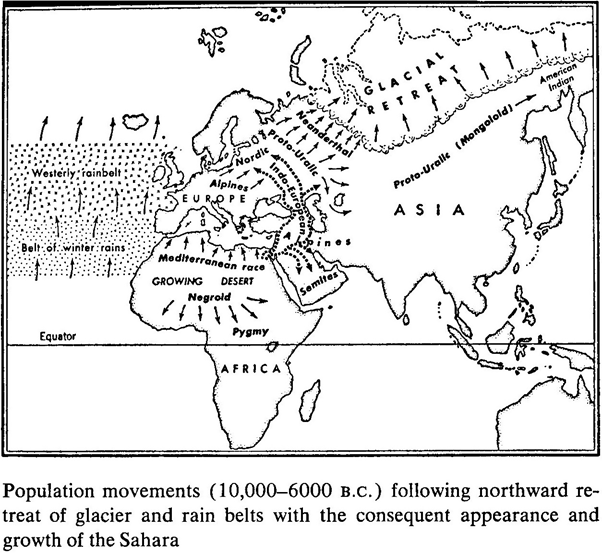 GLACIAL
RETREAT
American
Indian
Neanderthal
Proto-Uralic
Nordic
Proto-Uralic (Mongoloid)
Westerly rainbelt
Alpines
Indo-European
EUROPE
ASIA
Alpines
Belt of winter rains
Mediterranean race
Semites
GROWING DESERT
Negroid
Pygmy
Equator
AFRICA
Population movements (10,000–6000 B.C.) following northward re-
treat of glacier and rain belts with the consequent appearance and
growth of the Sahara